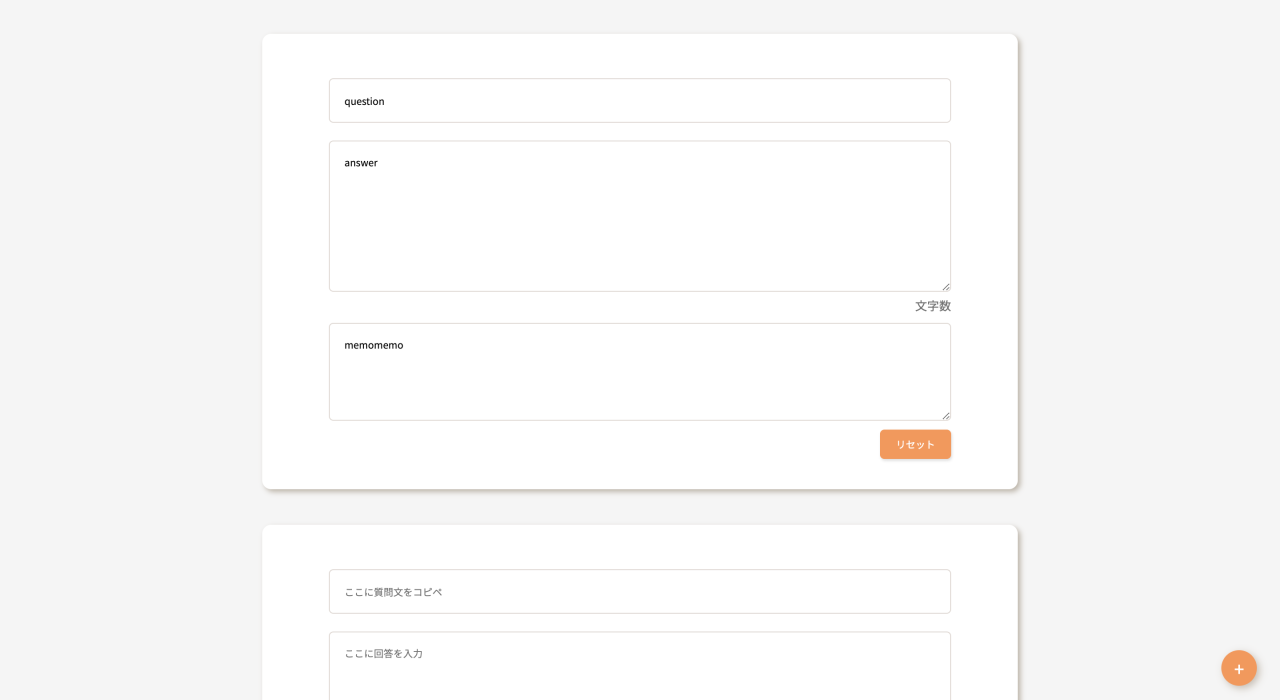 question
answer
文字数
memomemo
リセット
ここに質問文をコピペ
ここに回答を入力
+